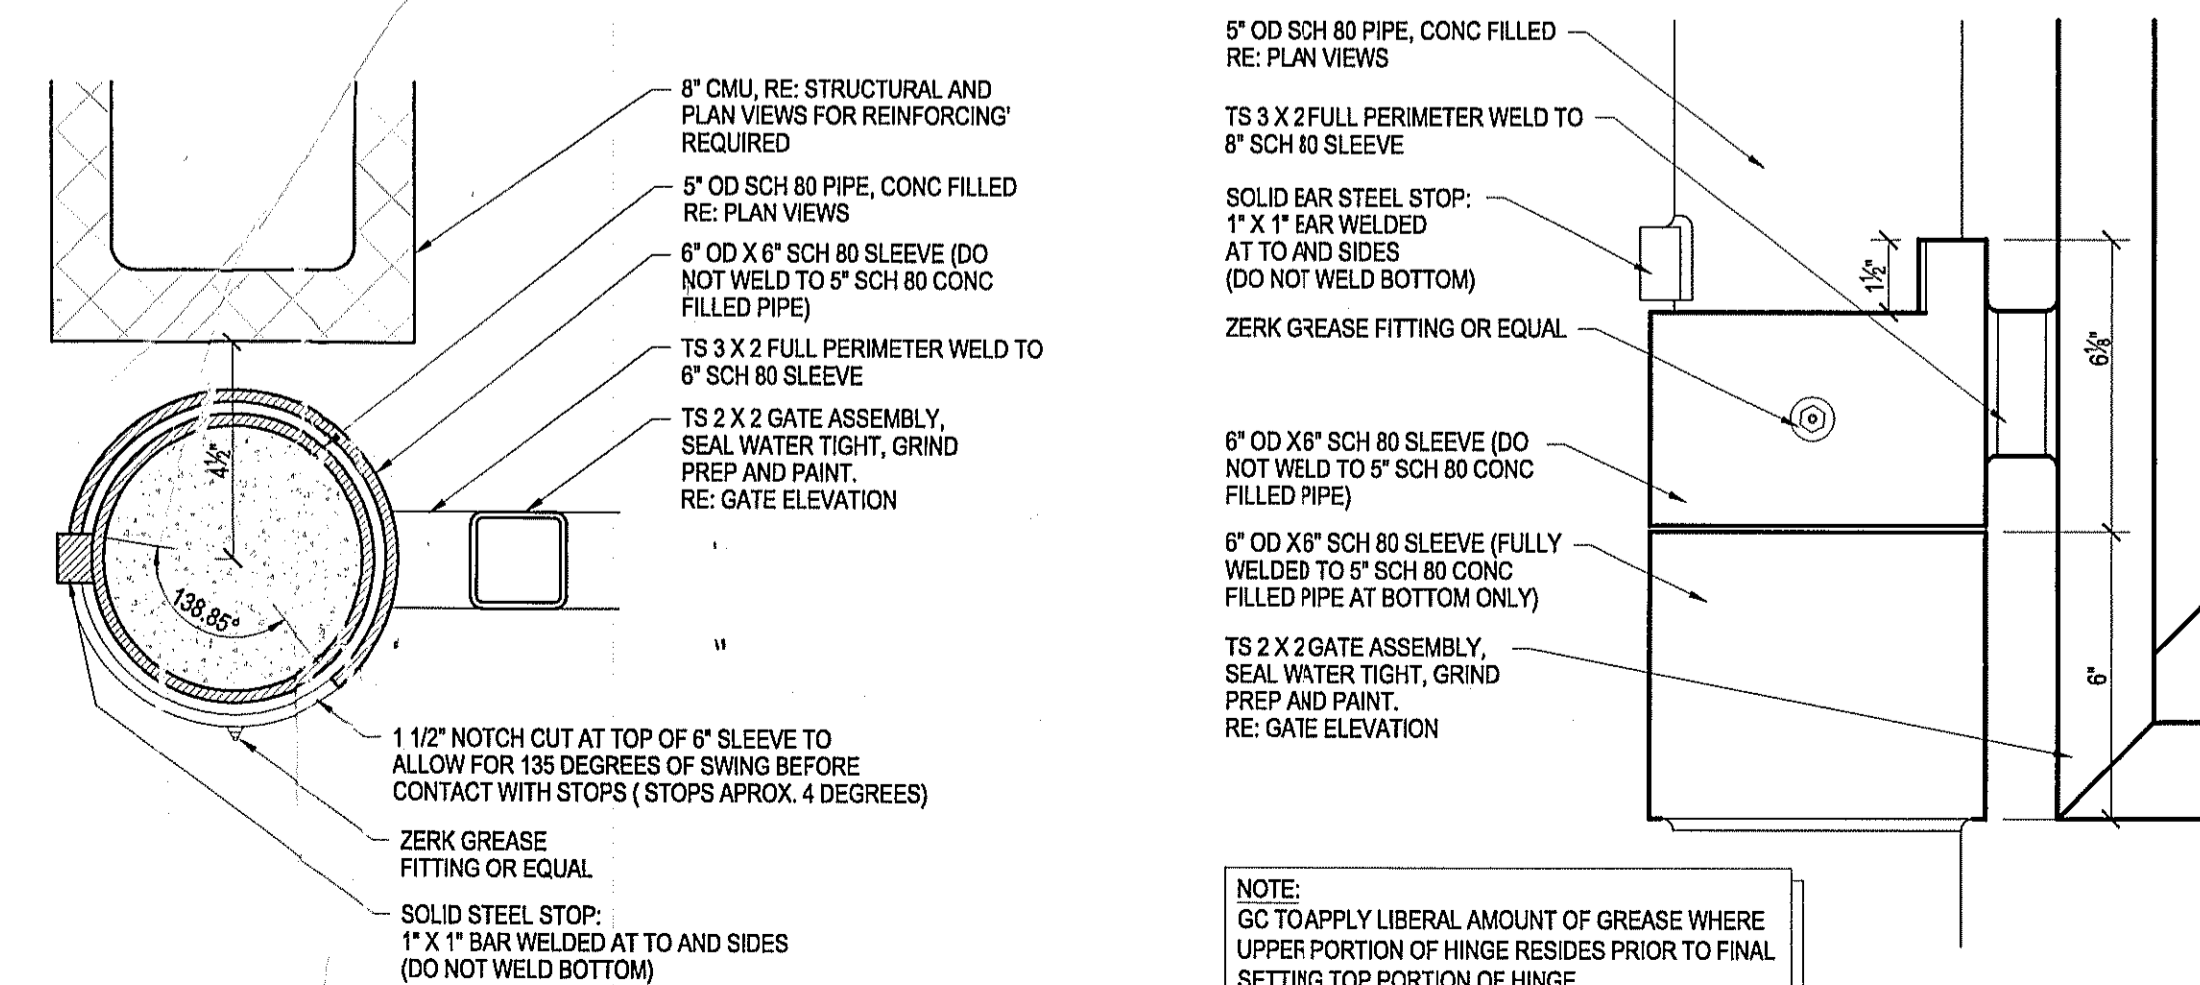 8" CMU, RE: STRUCTURAL AND
PLAN VIEWS FOR REINFORCING'
REQUIRED
5" OD SCH 80 PIPE, CONC FILLED
RE: PLAN VIEWS
6" OD X 6" SCH 80 SLEEVE (DO
NOT WELD TO 5" SCH 80 CONC
FILLED PIPE)
TS 3 X 2 FULL PERIMETER WELD TO
6" SCH 80 SLEEVE
TS 2 X 2 GATE ASSEMBLY,
SEAL WATER TIGHT, GRIND
PREP AND PAINT.
RE: GATE ELEVATION
4½"
138.85°
1 1/2" NOTCH CUT AT TOP OF 6" SLEEVE TO
ALLOW FOR 135 DEGREES OF SWING BEFORE
CONTACT WITH STOPS ( STOPS APROX. 4 DEGREES)
ZERK GREASE
FITTING OR EQUAL
SOLID STEEL STOP:
1" X 1" BAR WELDED AT TO AND SIDES
(DO NOT WELD BOTTOM)
5" OD SCH 80 PIPE, CONC FILLED
RE: PLAN VIEWS
TS 3 X 2 FULL PERIMETER WELD TO
8" SCH 80 SLEEVE
SOLID BAR STEEL STOP:
1" X 1" BAR WELDED
AT TO AND SIDES
(DO NOT WELD BOTTOM)
ZERK GREASE FITTING OR EQUAL
6" OD X 6" SCH 80 SLEEVE (DO
NOT WELD TO 5" SCH 80 CONC
FILLED PIPE)
6" OD X 6" SCH 80 SLEEVE (FULLY
WELDED TO 5" SCH 80 CONC
FILLED PIPE AT BOTTOM ONLY)
TS 2 X 2 GATE ASSEMBLY,
SEAL WATER TIGHT, GRIND
PREP AND PAINT.
RE: GATE ELEVATION
1½"
6⅛"
6"
NOTE:
GC TO APPLY LIBERAL AMOUNT OF GREASE WHERE
UPPER PORTION OF HINGE RESIDES PRIOR TO FINAL
SETTING TOP PORTION OF HINGE